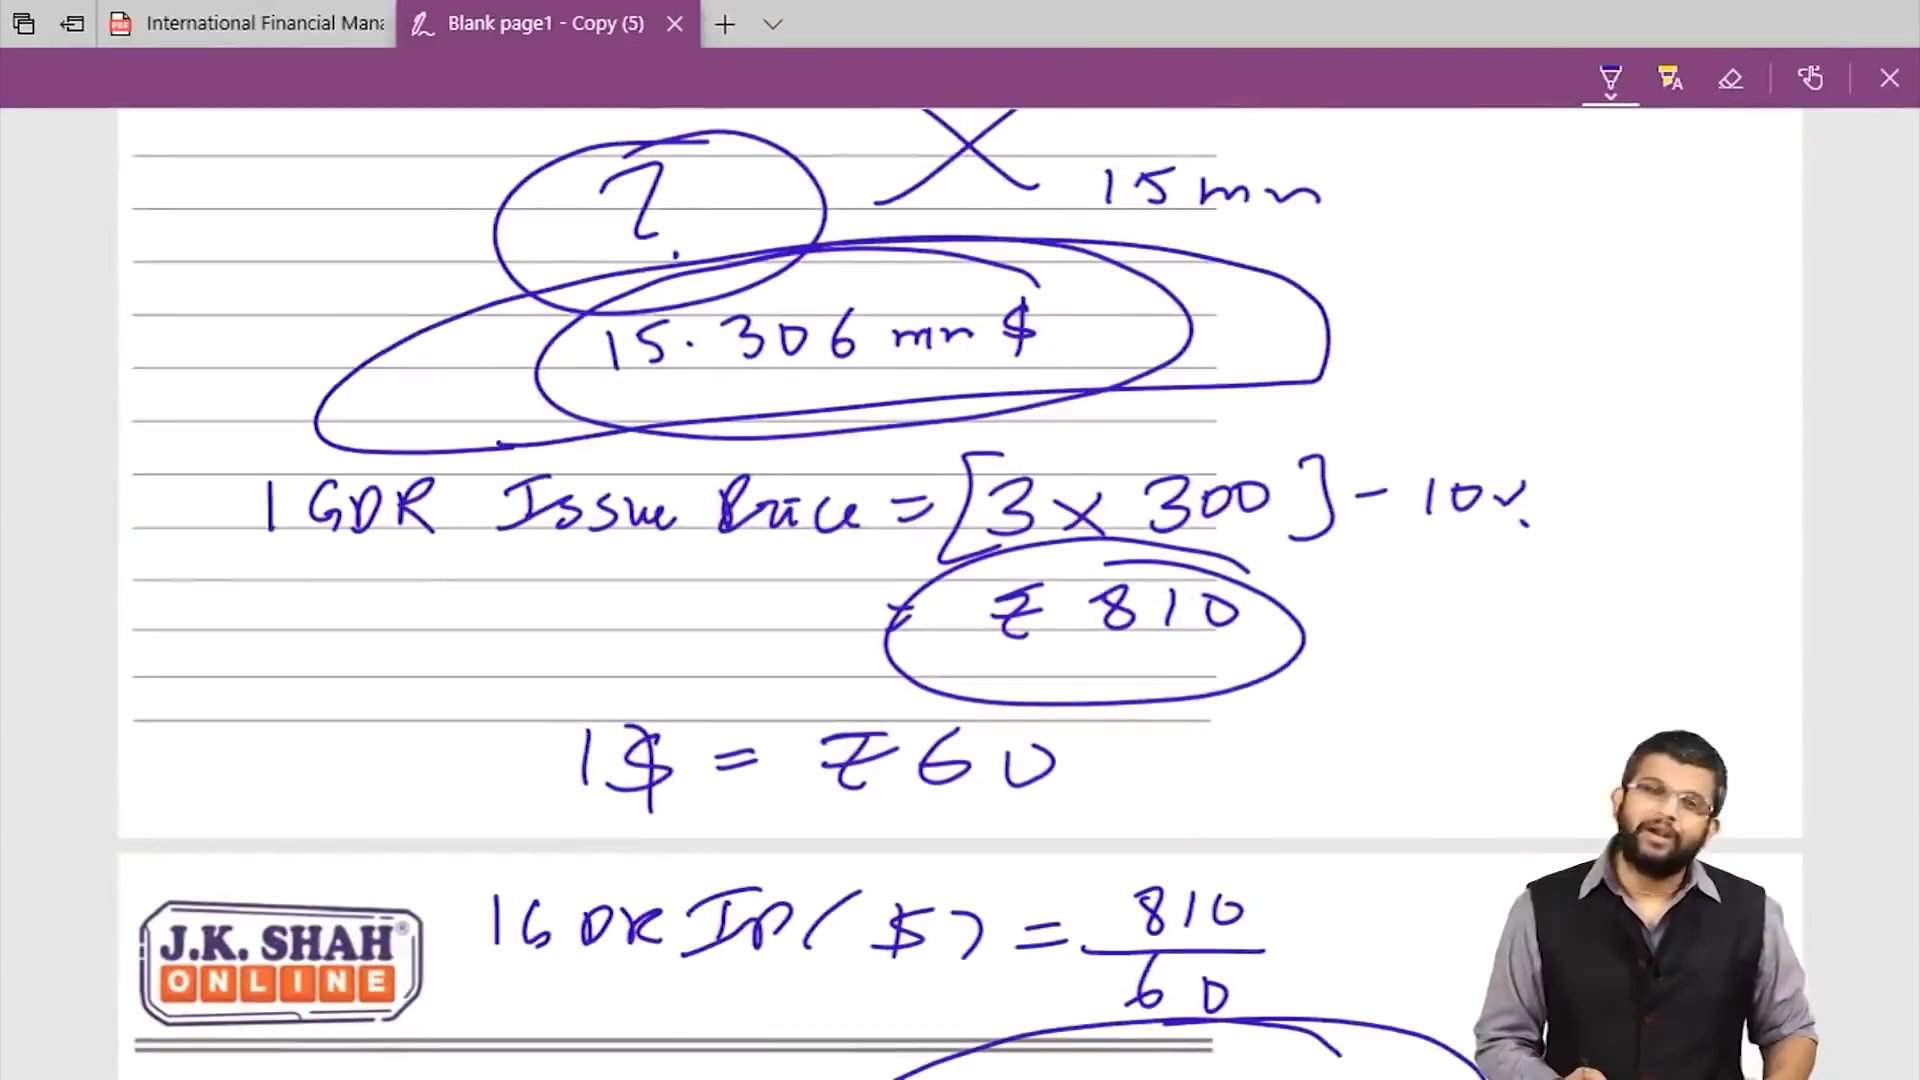 International Financial Mana
Blank page1 - Copy (5)
?
15 mn
15.306 mn $
1 GDR Issue Price = [3 × 300] - 10%
= ₹ 810
1$ = ₹60
1 GDR IP ($) = 810
60
J.K. SHAH®
ONLINE